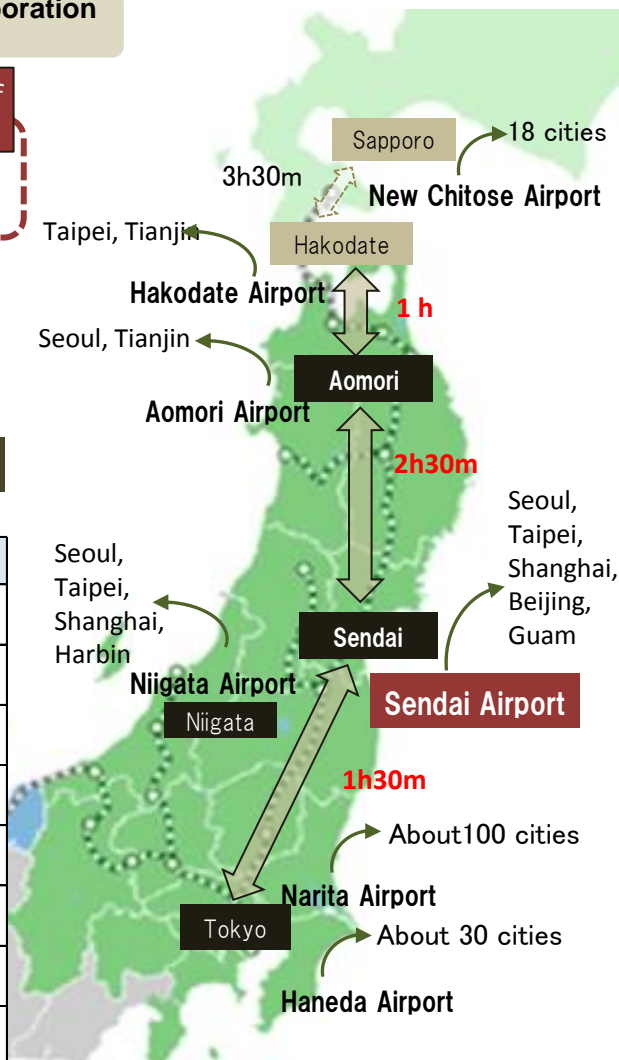 oration
f
Sapporo
18 cities
3h30m
New Chitose Airport
Taipei, Tianjin
Hakodate
Hakodate Airport
1 h
Seoul, Tianjin
Aomori
Aomori Airport
2h30m
Seoul,
Taipei,
Shanghai,
Beijing,
Guam
Seoul,
Taipei,
Shanghai,
Harbin
Sendai
Niigata Airport
Sendai Airport
Niigata
1h30m
About100 cities
Narita Airport
Tokyo
About 30 cities
Haneda Airport